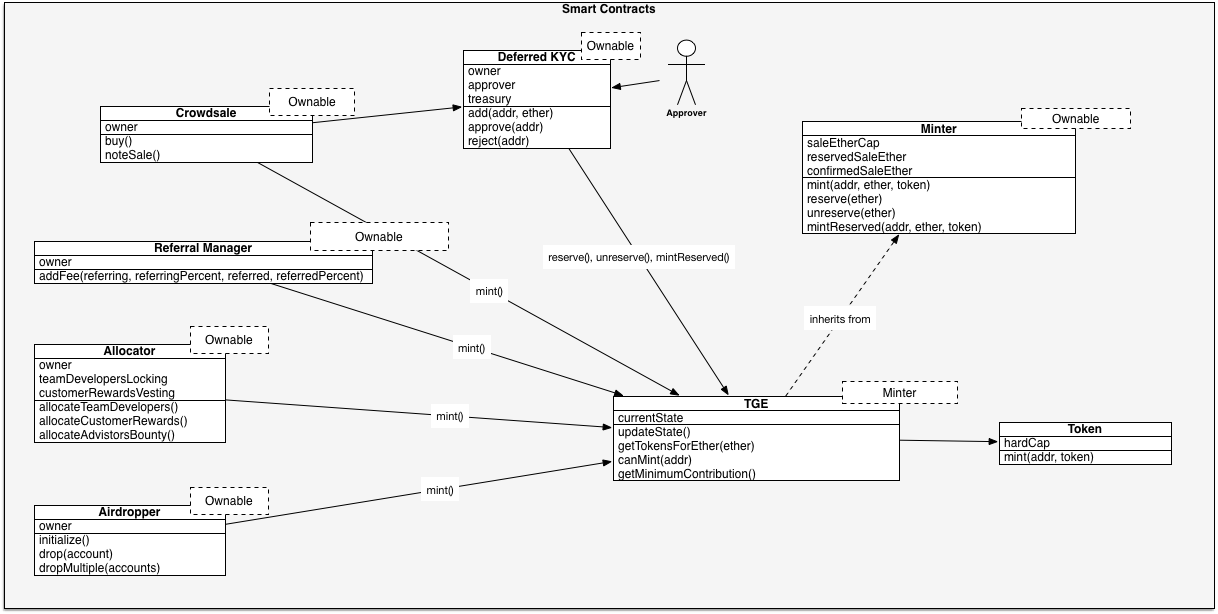 Smart Contracts
Ownable
Deferred KYC
owner
approver
treasury
add(addr, ether)
approve(addr)
reject(addr)
Approver
Ownable
Crowdsale
owner
buy()
noteSale()
Ownable
Minter
saleEtherCap
reservedSaleEther
confirmedSaleEther
mint(addr, ether, token)
reserve(ether)
unreserve(ether)
mintReserved(addr, ether, token)
Ownable
Referral Manager
owner
addFee(referring, referringPercent, referred, referredPercent)
reserve(), unreserve(), mintReserved()
mint()
inherits from
mint()
Ownable
Allocator
owner
teamDevelopersLocking
customerRewardsVesting
allocateTeamDevelopers()
allocateCustomerRewards()
allocateAdvistorsBounty()
mint()
Minter
TGE
currentState
updateState()
getTokensForEther(ether)
canMint(addr)
getMinimumContribution()
Token
hardCap
mint(addr, token)
mint()
Ownable
Airdropper
owner
initialize()
drop(account)
dropMultiple(accounts)